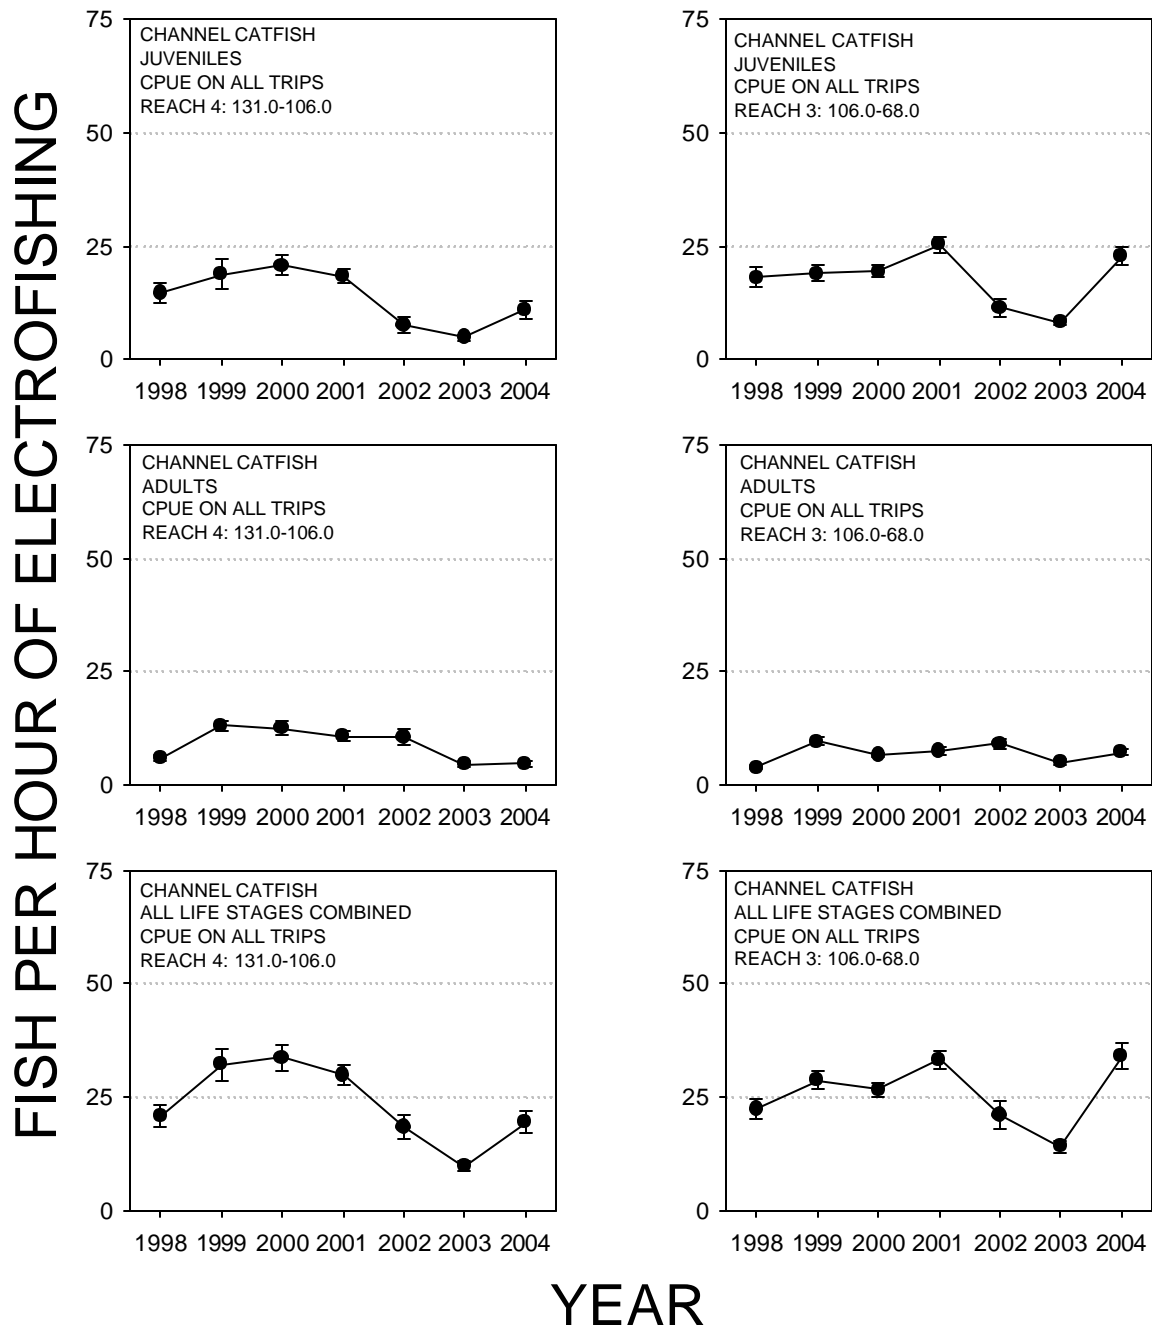 FISH PER HOUR OF ELECTROFISHING
75
50
25
0
CHANNEL CATFISH
JUVENILES
CPUE ON ALL TRIPS
REACH 4: 131.0-106.0
1998 1999 2000 2001 2002 2003 2004
75
50
25
0
CHANNEL CATFISH
JUVENILES
CPUE ON ALL TRIPS
REACH 3: 106.0-68.0
1998 1999 2000 2001 2002 2003 2004
75
50
25
0
CHANNEL CATFISH
ADULTS
CPUE ON ALL TRIPS
REACH 4: 131.0-106.0
1998 1999 2000 2001 2002 2003 2004
75
50
25
0
CHANNEL CATFISH
ADULTS
CPUE ON ALL TRIPS
REACH 3: 106.0-68.0
1998 1999 2000 2001 2002 2003 2004
75
50
25
0
CHANNEL CATFISH
ALL LIFE STAGES COMBINED
CPUE ON ALL TRIPS
REACH 4: 131.0-106.0
1998 1999 2000 2001 2002 2003 2004
75
50
25
0
CHANNEL CATFISH
ALL LIFE STAGES COMBINED
CPUE ON ALL TRIPS
REACH 3: 106.0-68.0
1998 1999 2000 2001 2002 2003 2004
YEAR